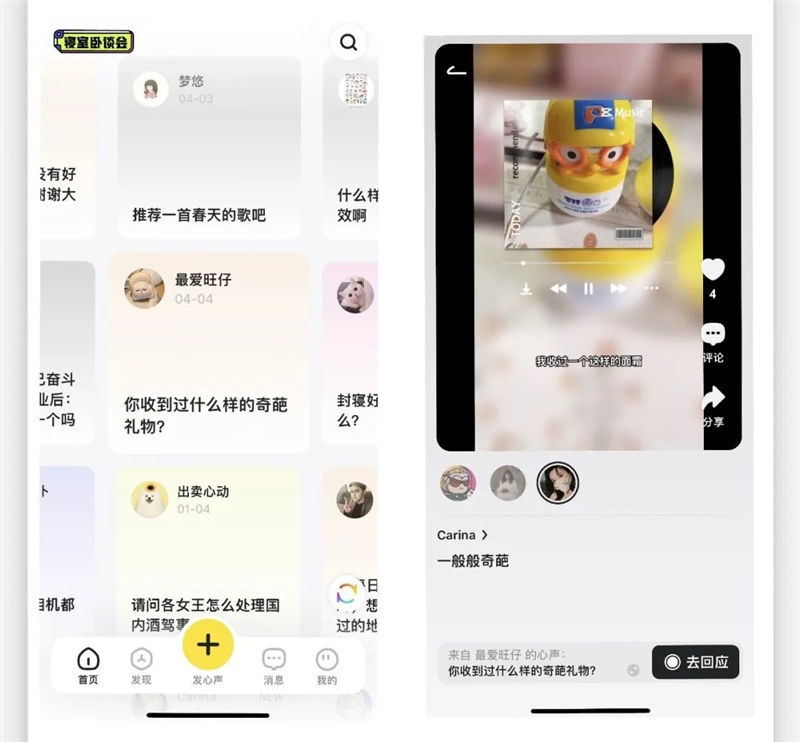 寝室卧谈会
梦悠
04-03
推荐一首春天的歌吧
没有好
谢谢大
什么样
效啊
最爱旺仔
04-04
你收到过什么样的奇葩
礼物?
己奋斗
业后:
一个吗
封寝好
么?
出卖心动
01-04
请问各女王怎么处理国
内酒驾事
相机都
想
过的地
首页
发现
发心声
消息
我的
Carina
Music
recommended
TODAY
4
我收过一个这样的面霜
评论
分享
Carina
一般般奇葩
来自 最爱旺仔 的心声:
你收到过什么样的奇葩礼物?
去回应